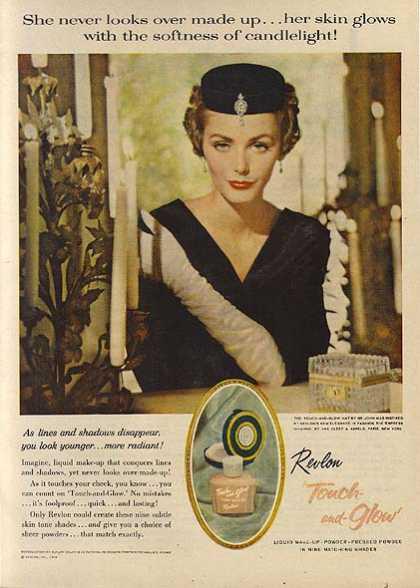 She never looks over made up...her skin glows
with the softness of candlelight!
As lines and shadows disappear,
you look younger...more radiant!
Imagine, liquid make-up that conquers lines
and shadows, yet never looks over-made-up!
As it touches your cheek, you know...you
can count on 'Touch-and-Glow.' No mistakes
...it's foolproof...quick...and lasting!
Only Revlon could create these nine subtle
skin tone shades...and give you a choice of
sheer powders...that match exactly.
Revlon
'Touch-
and-Glow'
LIQUID MAKE-UP • POWDER • PRESSED POWDER
IN NINE MATCHING SHADES